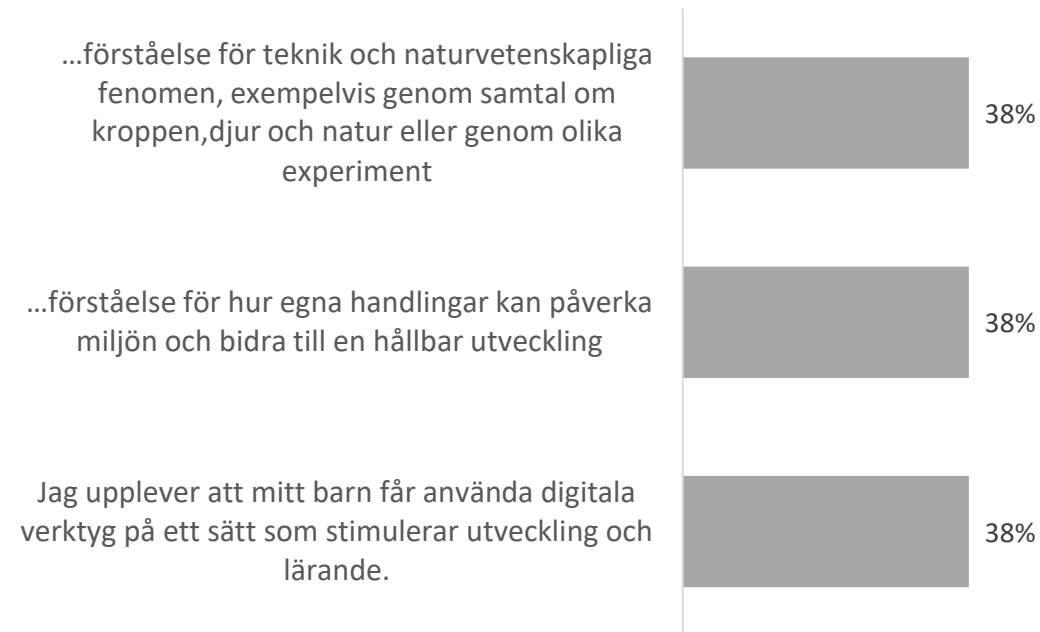 …förståelse för teknik och naturvetenskapliga
fenomen, exempelvis genom samtal om
kroppen,djur och natur eller genom olika
experiment
38%
…förståelse för hur egna handlingar kan påverka
miljön och bidra till en hållbar utveckling
38%
Jag upplever att mitt barn får använda digitala
verktyg på ett sätt som stimulerar utveckling och
lärande.
38%